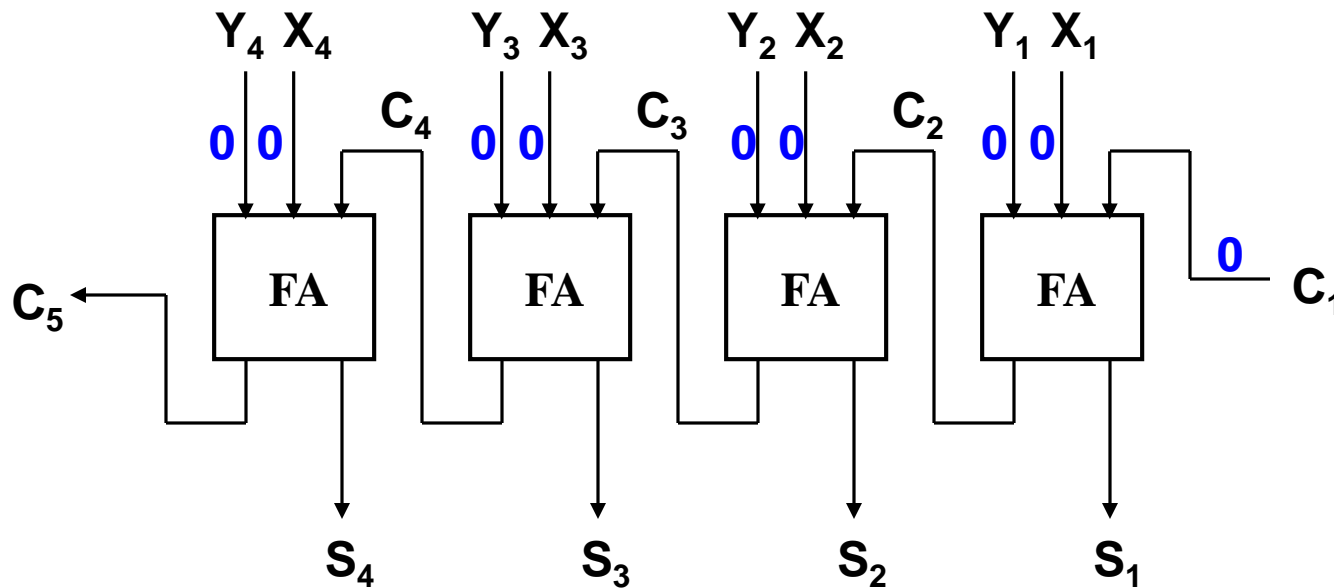 Y₄ X₄ Y₃ X₃ Y₂ X₂ Y₁ X₁
C₄ C₃ C₂
0 0 0 0 0 0 0 0
0
FA FA FA FA
C₅ C₁
S₄ S₃ S₂ S₁